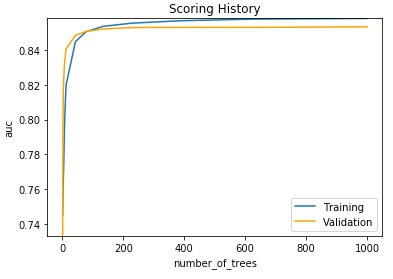 Scoring History
0.84
0.82
0.80
0.78
0.76
0.74
auc
0 200 400 600 800 1000
number_of_trees
Training
Validation